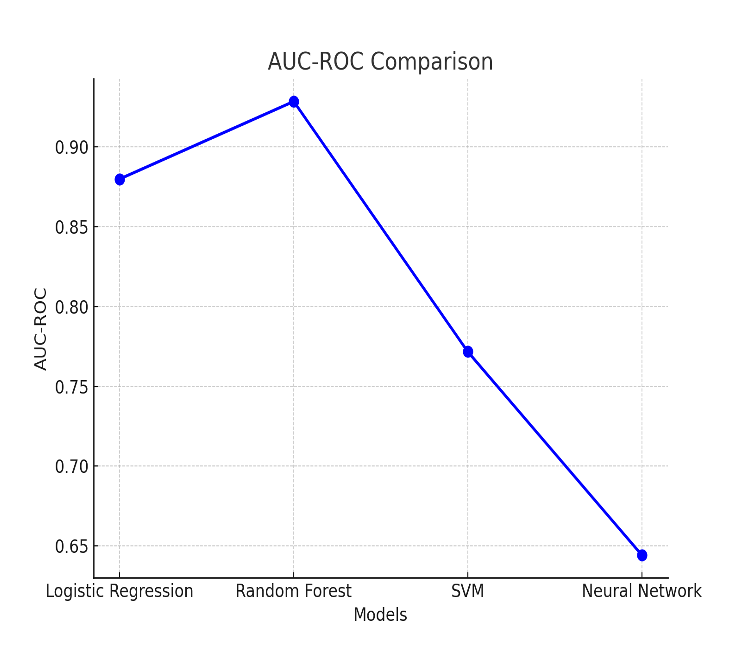 AUC-ROC Comparison
AUC-ROC
0.90
0.85
0.80
0.75
0.70
0.65
Logistic Regression
Random Forest
SVM
Neural Network
Models